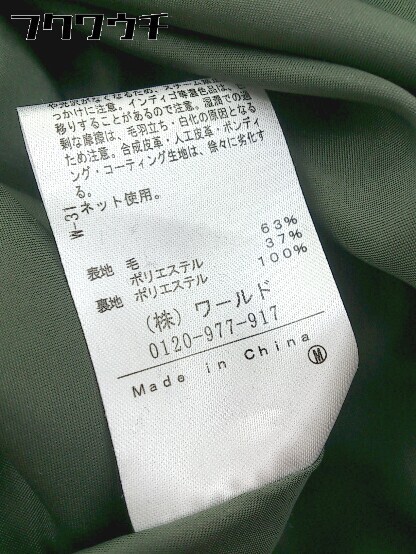 フクワウチ
っかけに注意。インディゴ等濃色品は、
移りすることがあるので注意。湿潤での過
剰な摩擦は、毛羽立ち・白化の原因となる
ため注意。合成皮革・人工皮革・ボンディ
ング・コーティング生地は、徐々に劣化す
る。
W-31
ネット使用。
表地 毛 63%
ポリエステル 37%
裏地 ポリエステル 100%
(株) ワールド
0120-977-917
Made in China
M